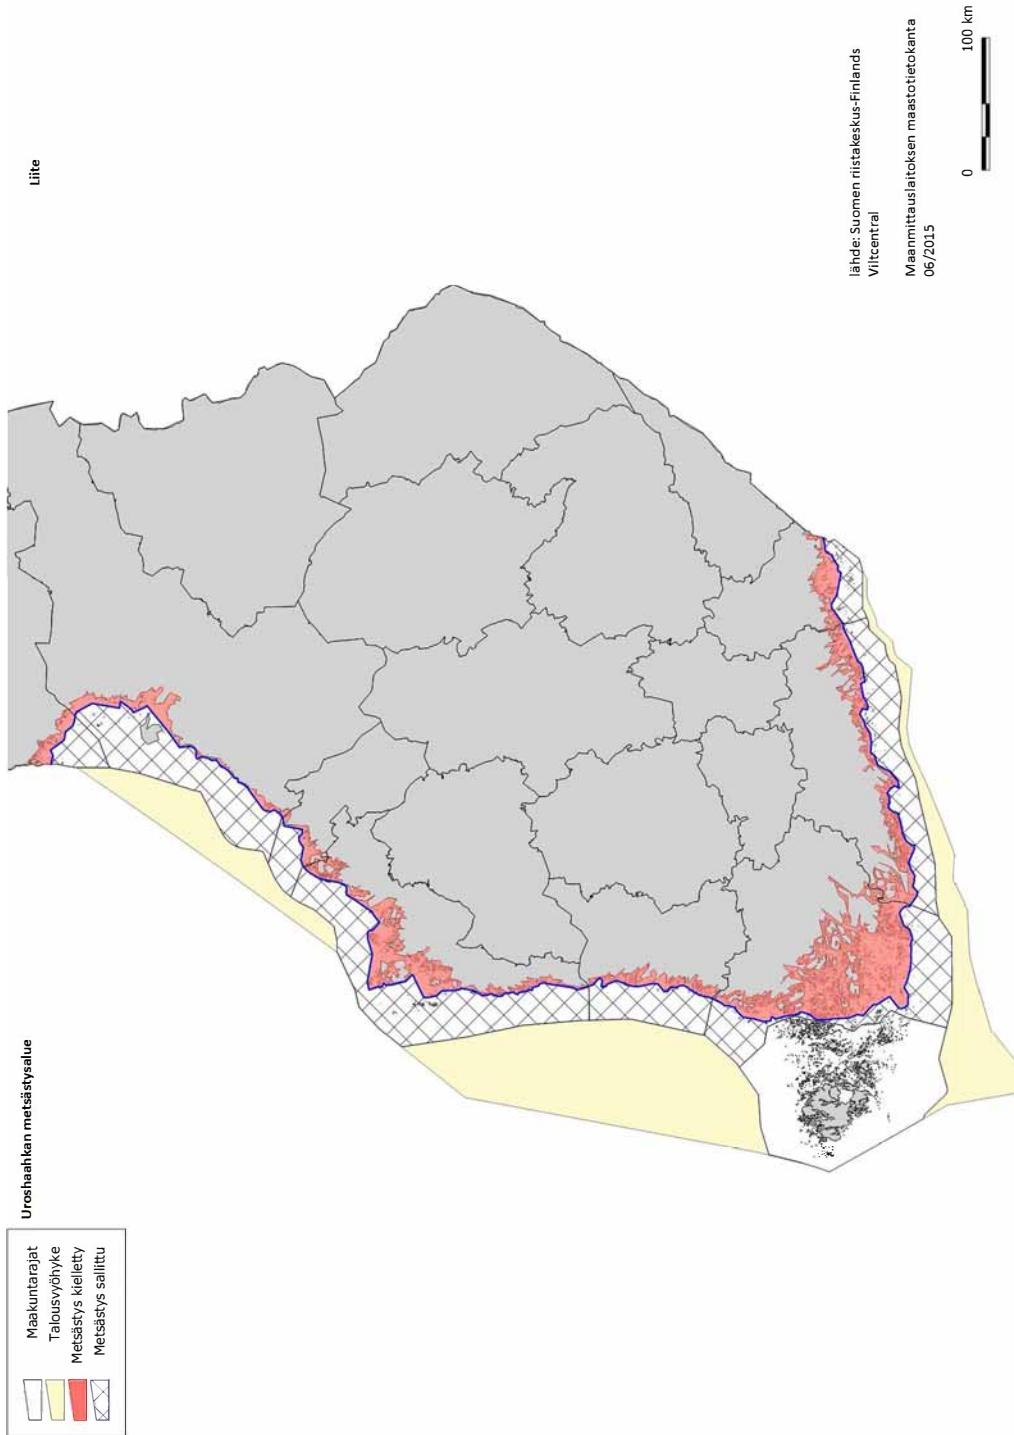 Liite
Uroshaahkan metsästysalue
Maakuntarajat
Talousvyöhyke
Metsästys kielletty
Metsästys sallittu
lähde: Suomen riistakeskus-Finlands
Viltcentral
Maanmittauslaitoksen maastotietokanta
06/2015
0 100 km